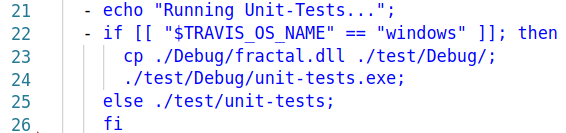 21 - echo "Running Unit-Tests...";
22 - if [[ "$TRAVIS_OS_NAME" == "windows" ]]; then
23 cp ./Debug/fractal.dll ./test/Debug/;
24 ./test/Debug/unit-tests.exe;
25 else ./test/unit-tests;
26 fi